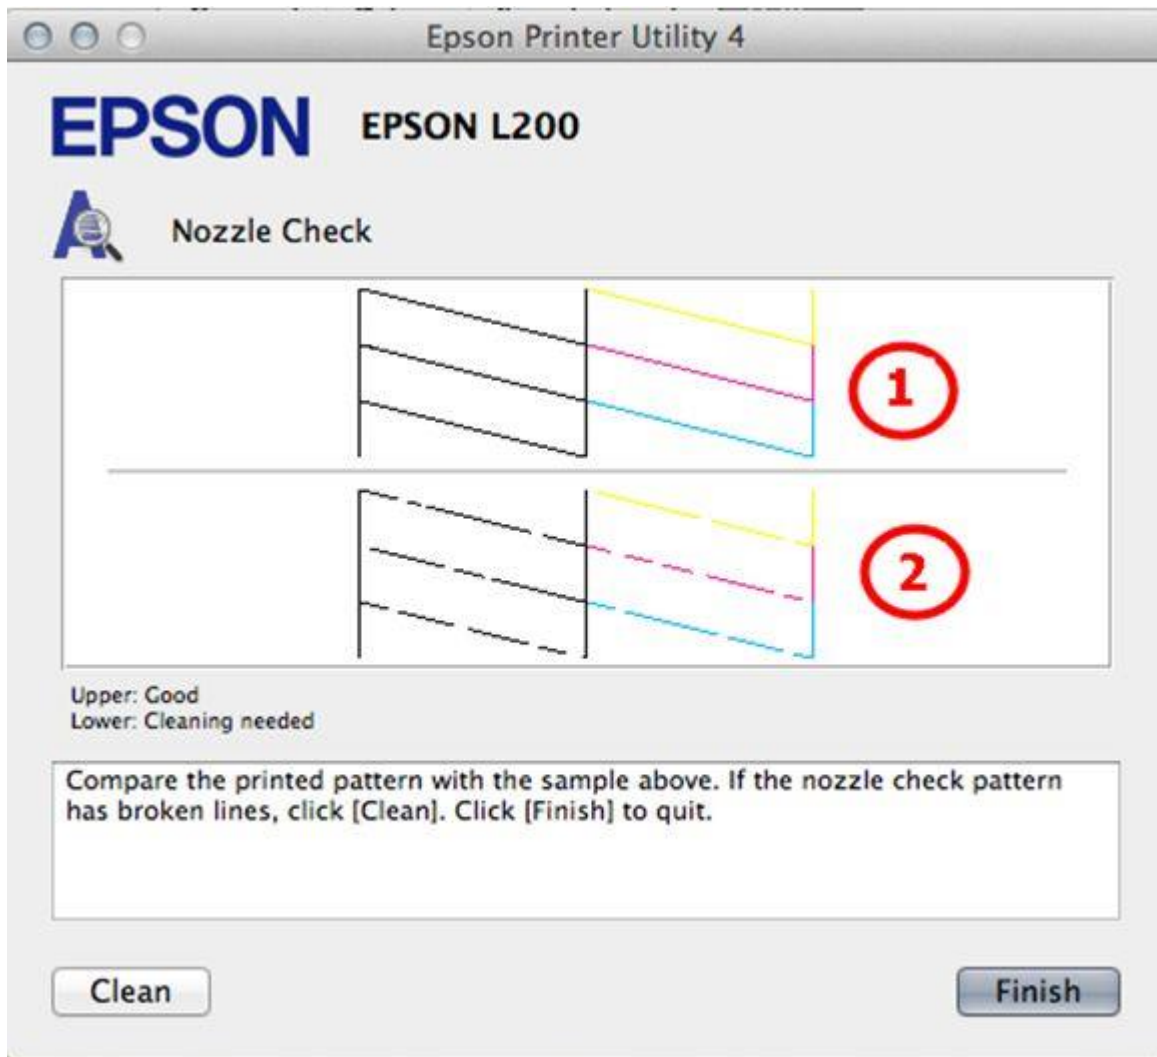 Epson Printer Utility 4
EPSON EPSON L200
Nozzle Check
1
2
Upper: Good
Lower: Cleaning needed
Compare the printed pattern with the sample above. If the nozzle check pattern
has broken lines, click [Clean]. Click [Finish] to quit.
Clean Finish